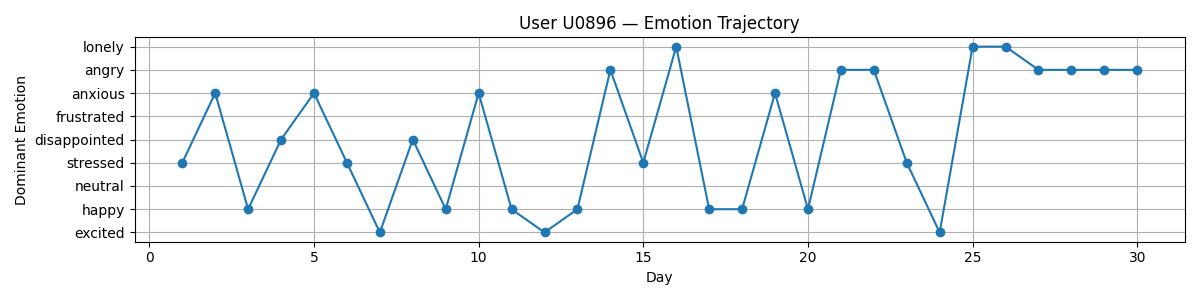 User U0896 — Emotion Trajectory
Dominant Emotion
lonely
angry
anxious
frustrated
disappointed
stressed
neutral
happy
excited
0 5 10 15 20 25 30
Day